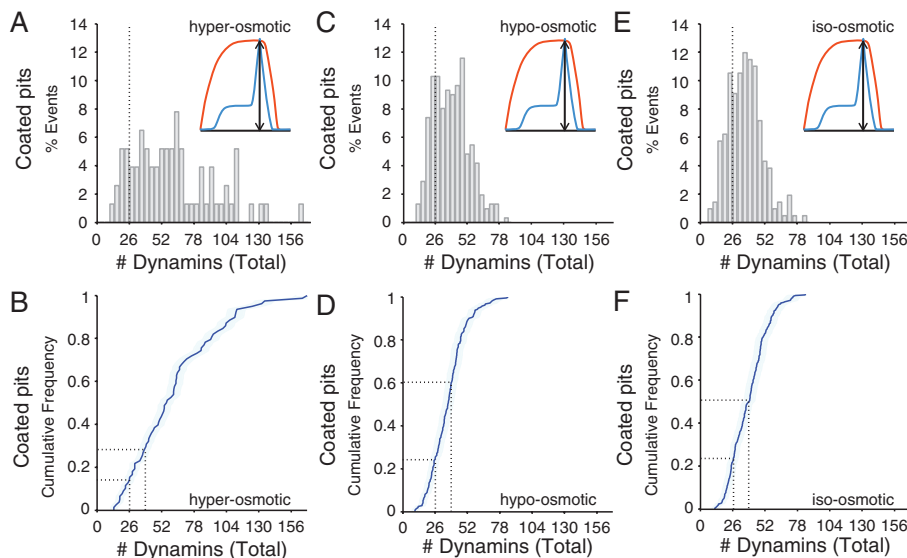 A
hyper-osmotic
14
12
10
8
6
4
2
0
Coated pits
% Events
0 26 52 78 104 130 156
# Dynamins (Total)
C
hypo-osmotic
14
12
10
8
6
4
2
0
Coated pits
% Events
0 26 52 78 104 130 156
# Dynamins (Total)
E
iso-osmotic
14
12
10
8
6
4
2
0
Coated pits
% Events
0 26 52 78 104 130 156
# Dynamins (Total)
B
1
0.8
0.6
0.4
0.2
0
Coated pits
Cumulative Frequency
hyper-osmotic
0 26 52 78 104 130 156
# Dynamins (Total)
D
1
0.8
0.6
0.4
0.2
0
Coated pits
Cumulative Frequency
hypo-osmotic
0 26 52 78 104 130 156
# Dynamins (Total)
F
1
0.8
0.6
0.4
0.2
0
Coated pits
Cumulative Frequency
iso-osmotic
0 26 52 78 104 130 156
# Dynamins (Total)